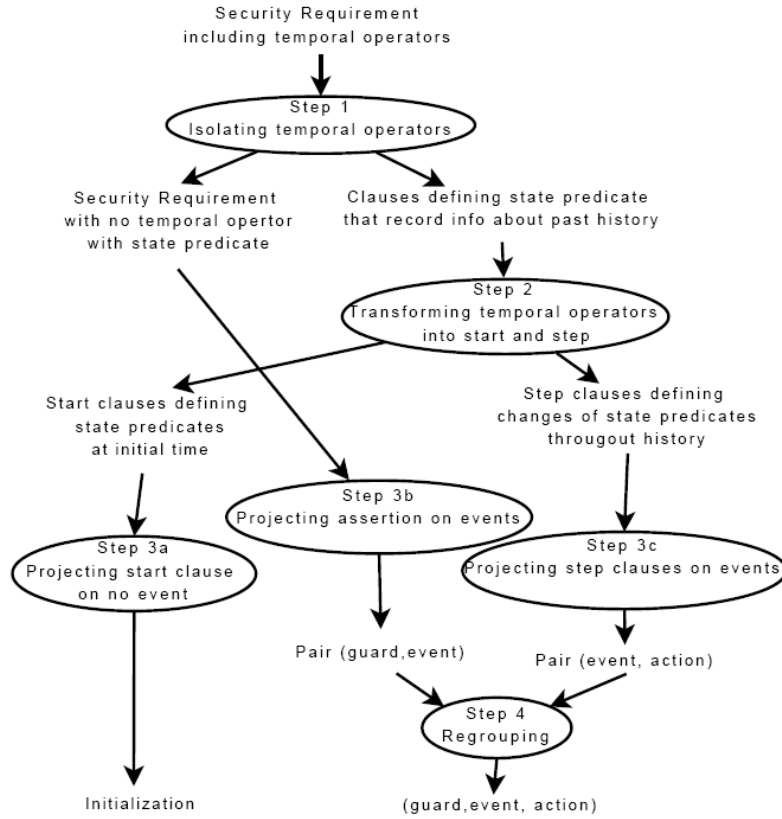 Security Requirement
including temporal operators
Step 1
Isolating temporal operators
Security Requirement
with no temporal opertor
with state predicate
Clauses defining state predicate
that record info about past history
Step 2
Transforming temporal operators
into start and step
Start clauses defining
state predicates
at initial time
Step clauses defining
changes of state predicates
througout history
Step 3b
Projecting assertion on events
Step 3a
Projecting start clause
on no event
Step 3c
Projecting step clauses on events
Pair (guard,event)
Pair (event, action)
Step 4
Regrouping
Initialization
(guard,event, action)